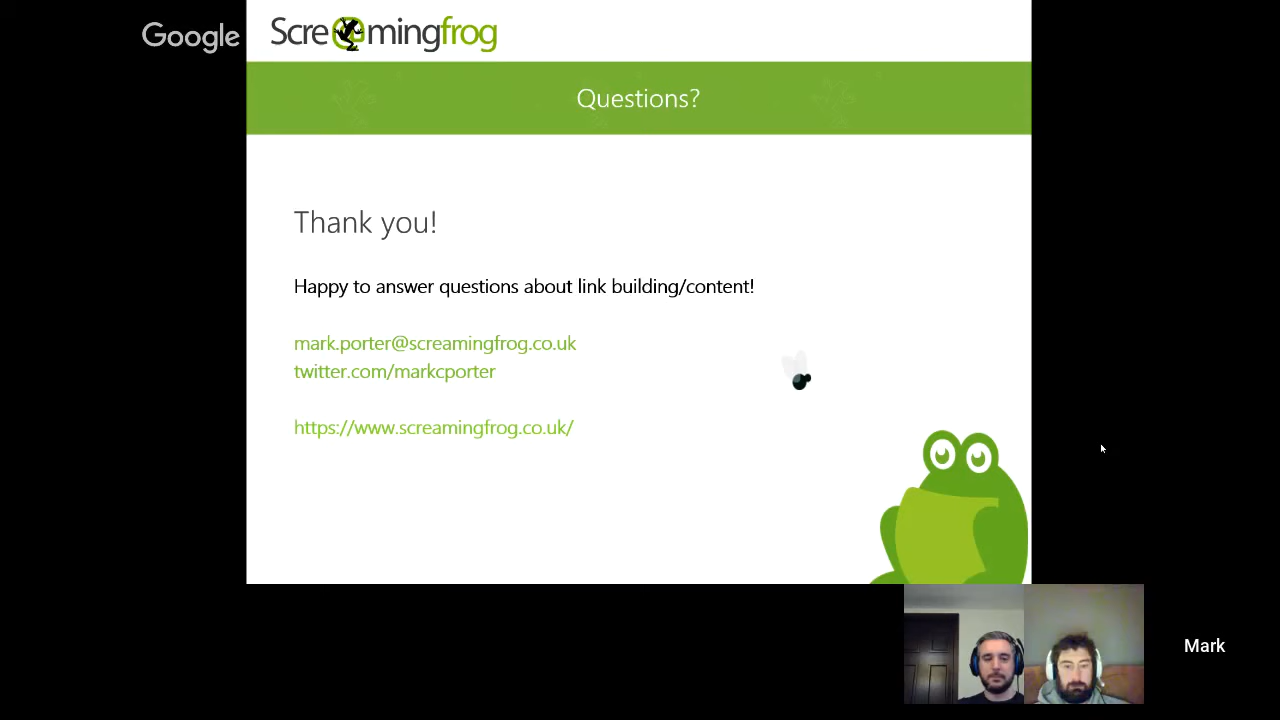 Google
Screamingfrog
Questions?
Thank you!
Happy to answer questions about link building/content!
mark.porter@screamingfrog.co.uk
twitter.com/markcporter
https://www.screamingfrog.co.uk/
Mark